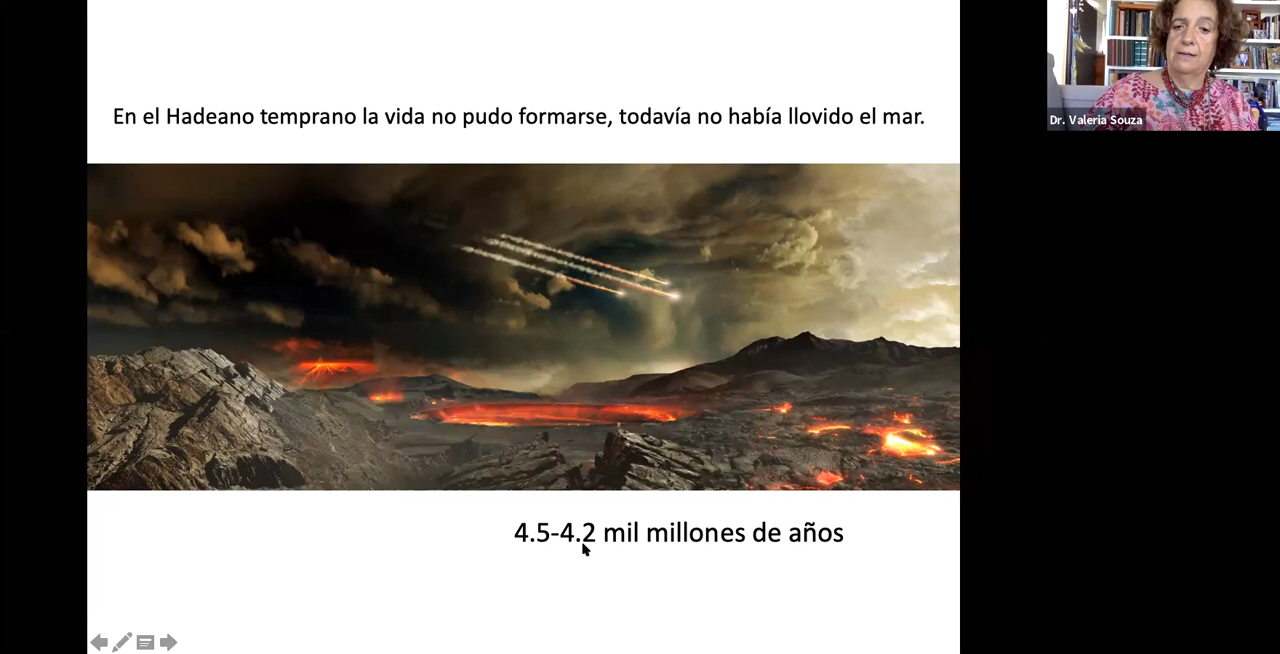 En el Hadeano temprano la vida no pudo formarse, todavía no había llovido el mar.
Dr. Valeria Souza
4.5-4.2 mil millones de años